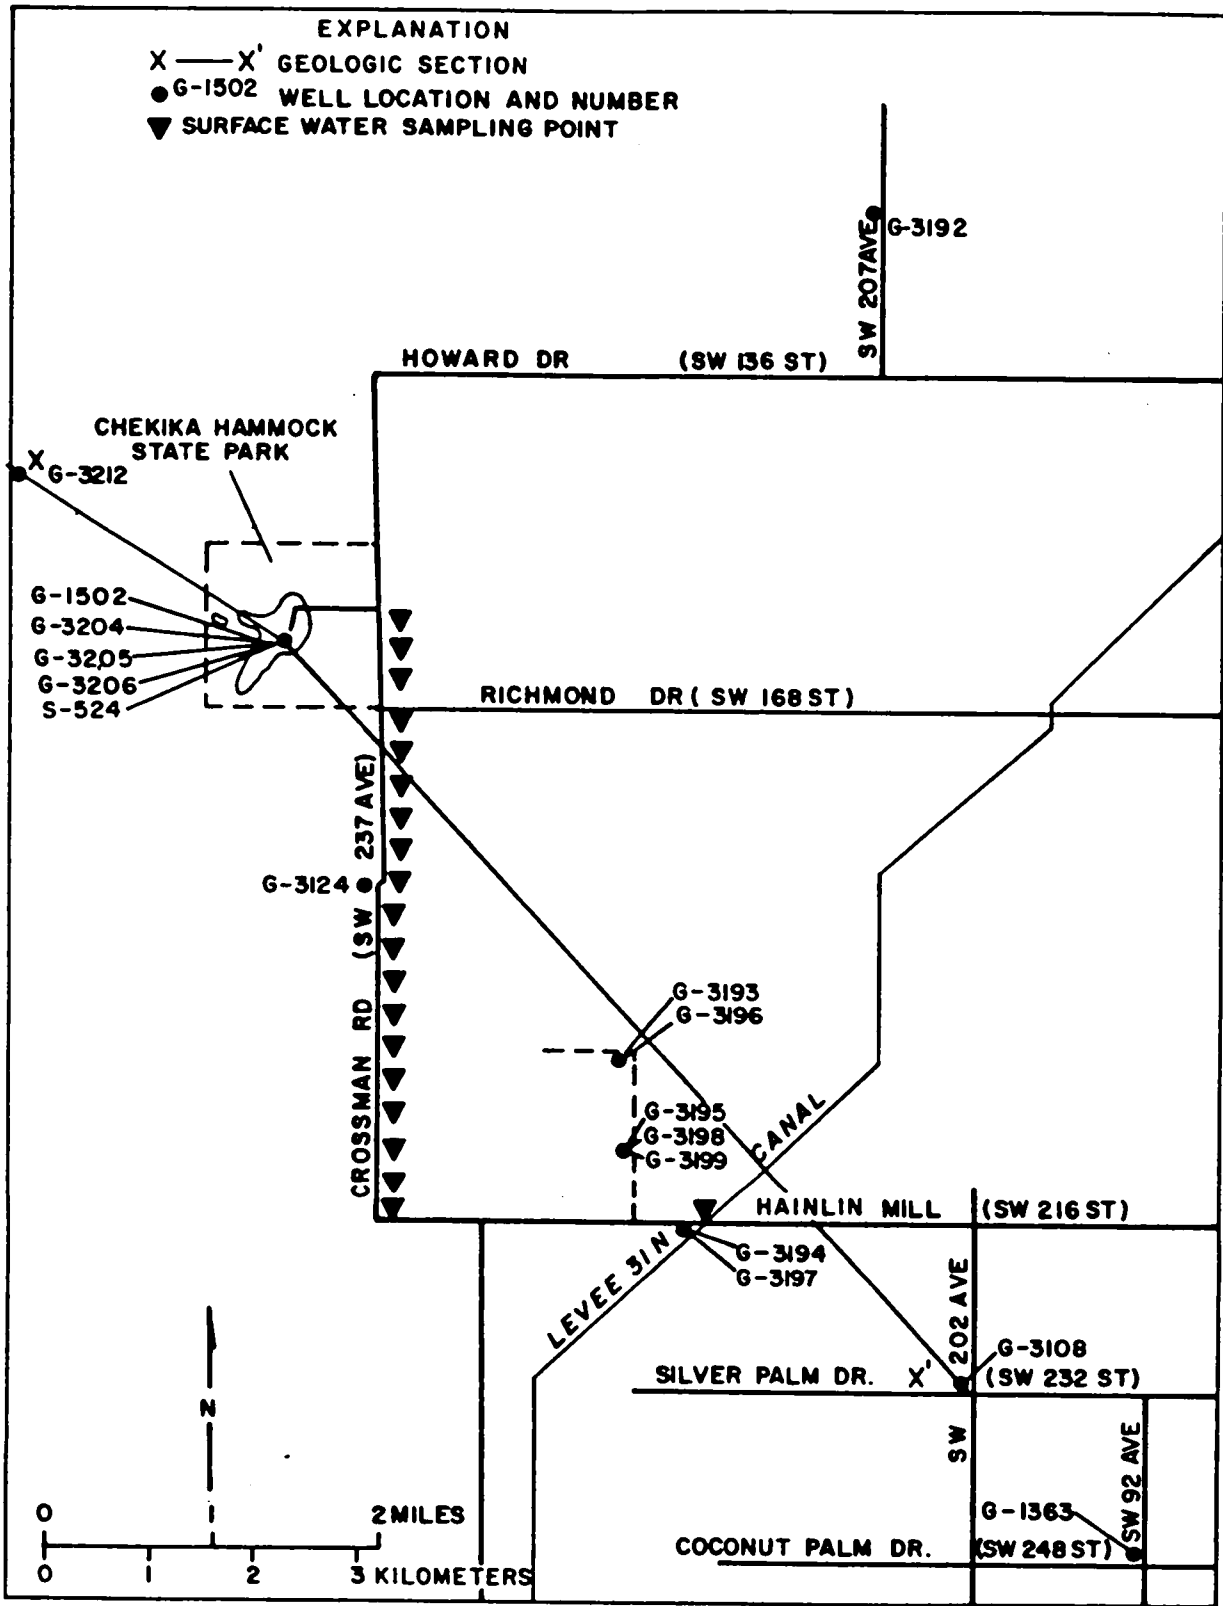 EXPLANATION
X — X' GEOLOGIC SECTION
G-1502 WELL LOCATION AND NUMBER
SURFACE WATER SAMPLING POINT
SW 207AVE
G-3192
HOWARD DR (SW 136 ST)
CHEKIKA HAMMOCK
STATE PARK
X
G-3212
G-1502
G-3204
G-3205
G-3206
S-524
RICHMOND DR ( SW 168 ST)
CROSSMAN RD (SW 237 AVE)
G-3124
G-3193
G-3196
G-3195
G-3198
G-3199
LEVEE 31 N CANAL
HAINLIN MILL (SW 216 ST)
G-3194
G-3197
SW 202 AVE
G-3108
SILVER PALM DR. X' (SW 232 ST)
SW 92 AVE
G-1363
COCONUT PALM DR. (SW 248 ST)
N
0 2 MILES
0 1 2 3 KILOMETERS